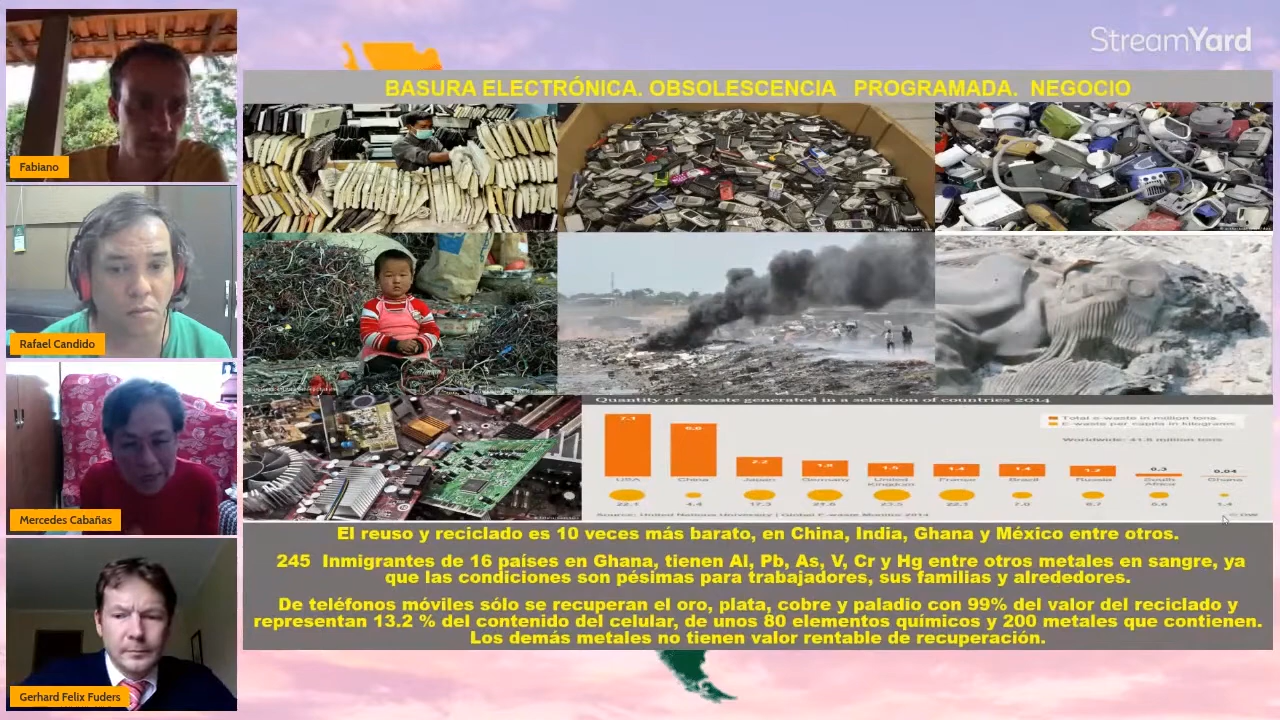 StreamYard
BASURA ELECTRÓNICA. OBSOLESCENCIA PROGRAMADA. NEGOCIO
Fabiano
Rafael Candido
Mercedes Cabañas
Gerhard Felix Fuders
Quantity of e-waste generated in a selection of countries 2014
Total e-waste in million tons
E-waste per capita in kilograms
Worldwide: 41.8 million tons
7.1
6.0
2.2
1.8
1.5
1.4
1.4
1.2
0.3
0.04
USA
China
Japan
Germany
United
Kingdom
France
Brazil
Russia
South
Africa
Ghana
22.1
4.4
17.3
21.6
23.5
22.1
7.0
8.7
6.6
1.4
Source: United Nations University | Global E-waste Monitor 2014
© DW
El reuso y reciclado es 10 veces más barato, en China, India, Ghana y México entre otros.
245 Inmigrantes de 16 países en Ghana, tienen Al, Pb, As, V, Cr y Hg entre otros metales en sangre, ya
que las condiciones son pésimas para trabajadores, sus familias y alrededores.
De teléfonos móviles sólo se recuperan el oro, plata, cobre y paladio con 99% del valor del reciclado y
representan 13.2 % del contenido del celular, de unos 80 elementos químicos y 200 metales que contienen.
Los demás metales no tienen valor rentable de recuperación.